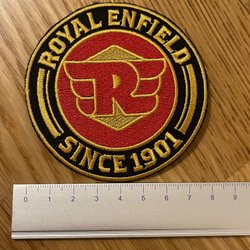 ROYAL ENFIELD
R
SINCE 1901
0 1 2 3 4 5 6 7 8 9